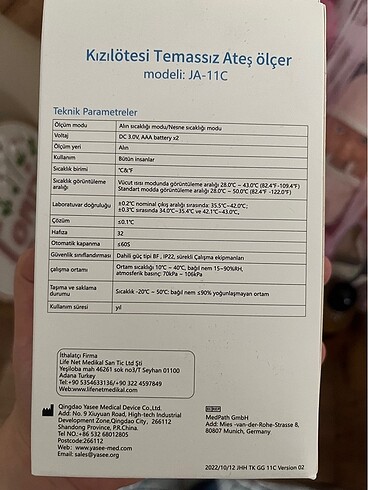 Kızılötesi Temassız Ateş ölçer
modeli: JA-11C
Teknik Parametreler
Ölçüm modu Alın sıcaklığı modu/Nesne sıcaklığı modu
Voltaj DC 3.0V, AAA battery x2
Ölçüm yeri Alın
Kullanım Bütün insanlar
Sıcaklık birimi ℃&℉
Sıcaklık görüntüleme aralığı Vücut ısısı modunda görüntüleme aralığı 28.0℃ ~ 43.0℃ (82.4℉-109.4℉)
Standart modda görüntüleme aralığı 28.0℃ ~ 50.0℃ (82.4℉ -122.0℉)
Laboratuvar doğruluğu ±0.2℃ nominal çıkış aralığı sırasında: 35.5℃~42.0℃;
±0.3℃ sırasında 34.0℃~35.4℃ ve 42.1℃~43.0℃。
Çözüm ≤0.1℃
Hafıza 32
Otomatik kapanma ≤60S
Güvenlik sınıflandırması Dahili güç tipi BF , IP22, sürekli Çalışma ekipmanları
çalışma ortamı Ortam sıcaklığı 10℃ ~ 40℃, bağıl nem 15~90%RH,
atmosferik basinç: 70kPa ~ 106kPa
Taşıma ve saklama durumu Sıcaklık -20℃ ~ 50℃; bağıl nem ≤90% yoğunlaşmayan ortam
Kullanım süresi yıl
İthalatçı Firma
Life Net Medikal San Tic Ltd Şti
Yeşiloba mah 46261 sok no3/T Seyhan 01100
Adana Turkey
Tel:+90 5354633136/+90 322 4597849
Web:www.lifenetmedikal.com
Qingdao Yasee Medical Device Co.,Ltd.
Add: No. 9 Xiuyuan Road, High-tech Industrial
Development Zone,Qingdao City, 266112
Shandong Province, P.R.China.
Tel NO.:+86 532 68012805
Postcode:266112
Web: www.yasee-med.com
Email: sales@yasee.org
EC REP
MedPath GmbH
Add: Mies -van-der-Rohe-Strasse 8,
80807 Munich, Germany.
2022/10/12 JHH TK GG 11C Version 02